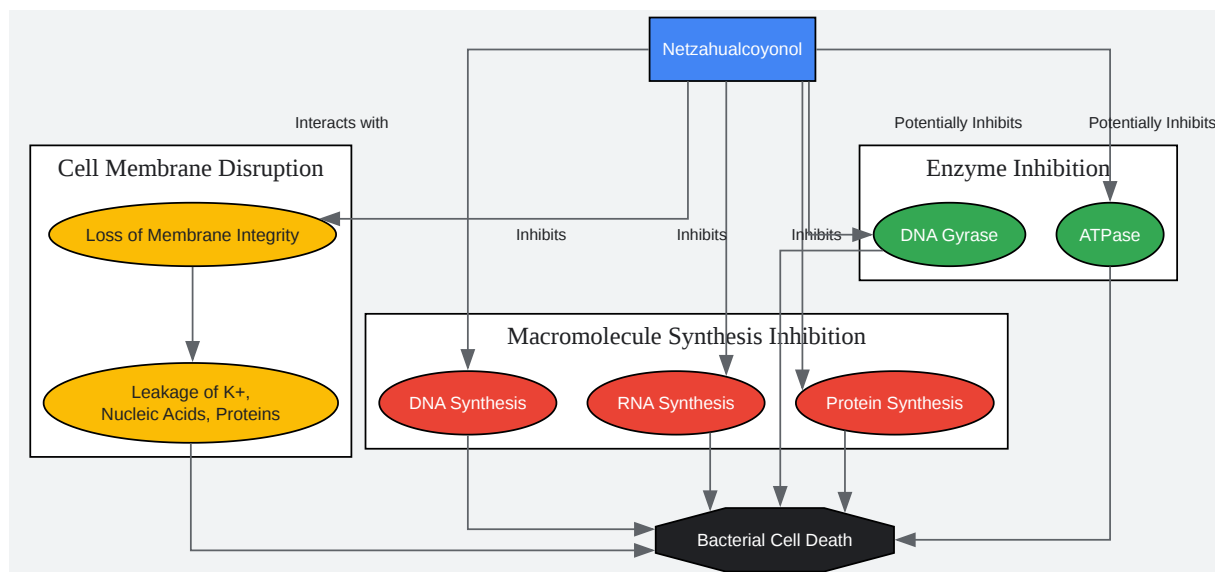 Netzahualcoyonol
Interacts with
Potentially Inhibits
Potentially Inhibits
Cell Membrane Disruption
Enzyme Inhibition
Loss of Membrane Integrity
Inhibits
Inhibits
Inhibits
DNA Gyrase
ATPase
Macromolecule Synthesis Inhibition
Leakage of K+,
Nucleic Acids, Proteins
DNA Synthesis
RNA Synthesis
Protein Synthesis
Bacterial Cell Death